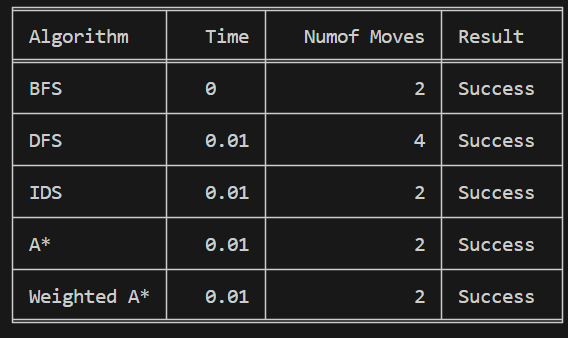 Algorithm Time Numof Moves Result
BFS 0 2 Success
DFS 0.01 4 Success
IDS 0.01 2 Success
A* 0.01 2 Success
Weighted A* 0.01 2 Success